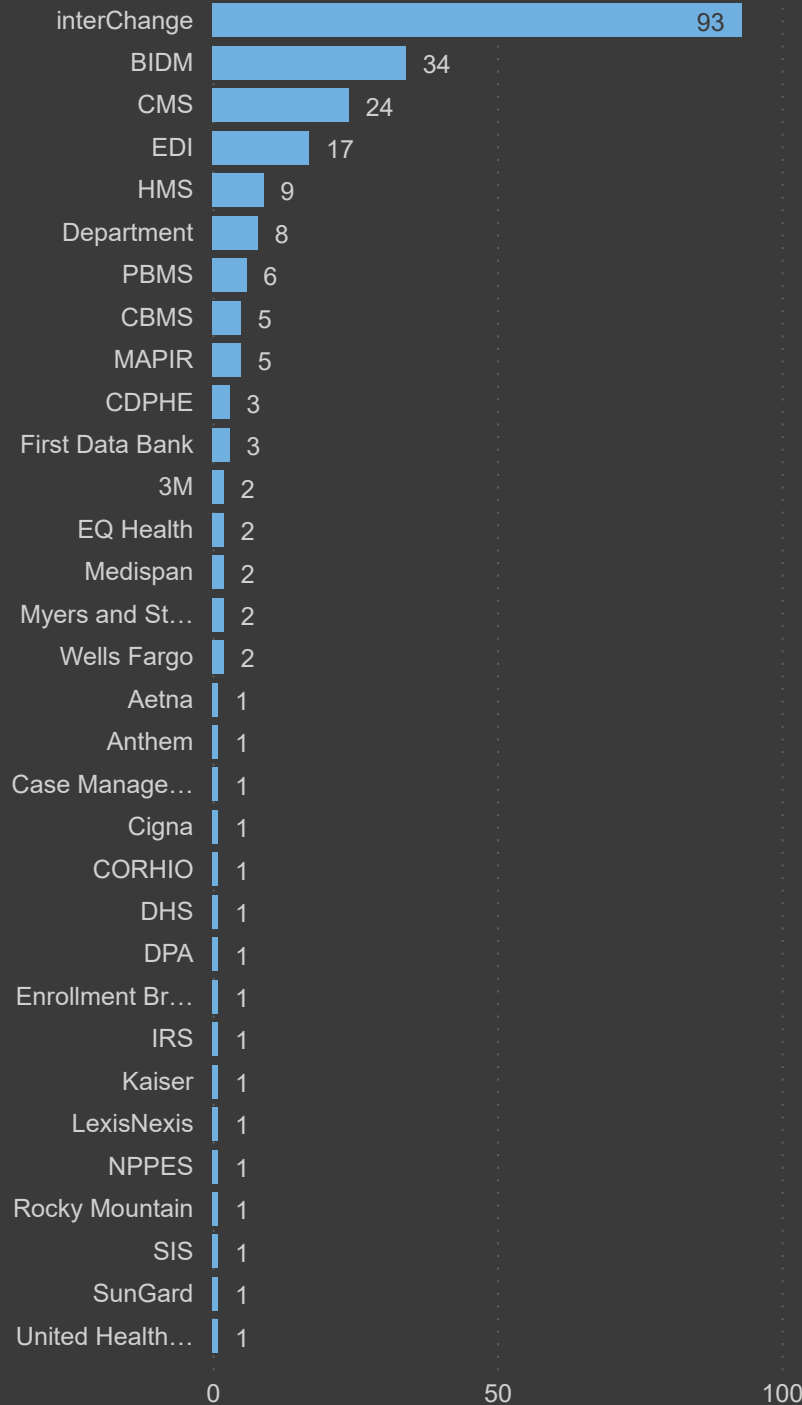 interChange 93
BIDM 34
CMS 24
EDI 17
HMS 9
Department 8
PBMS 6
CBMS 5
MAPIR 5
CDPHE 3
First Data Bank 3
3M 2
EQ Health 2
Medispan 2
Myers and St… 2
Wells Fargo 2
Aetna 1
Anthem 1
Case Manage… 1
Cigna 1
CORHIO 1
DHS 1
DPA 1
Enrollment Br… 1
IRS 1
Kaiser 1
LexisNexis 1
NPPES 1
Rocky Mountain 1
SIS 1
SunGard 1
United Health… 1
0 50 100